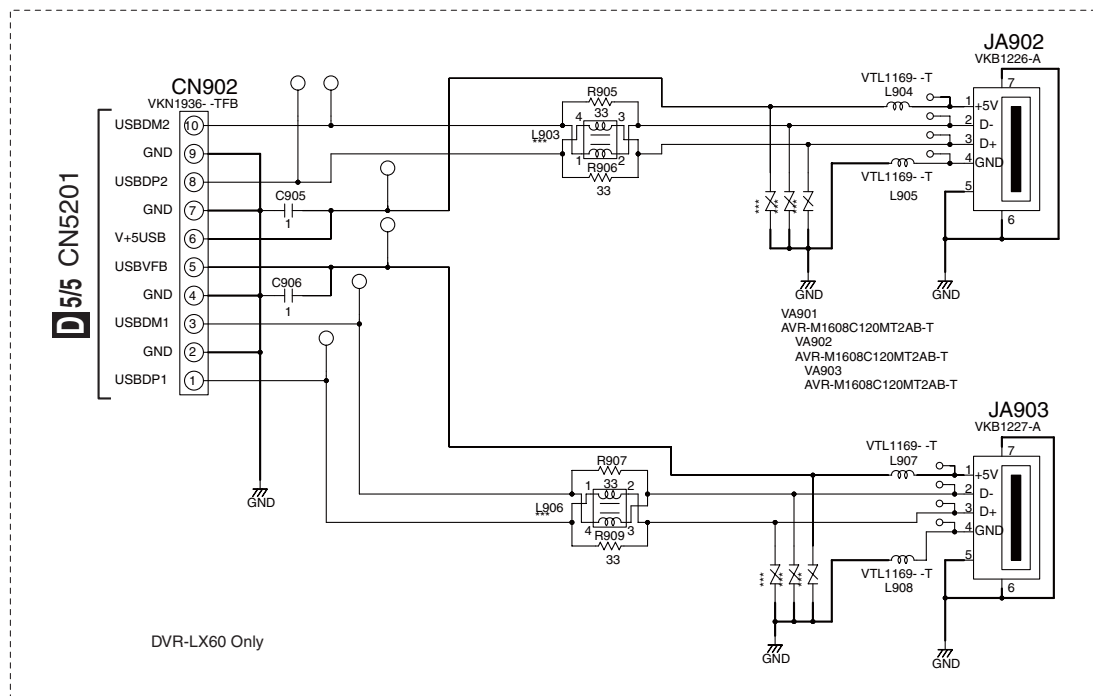 CN902
VKN1936- -TFB
D 5/5 CN5201
USBDM2 10
GND 9
USBDP2 8
GND 7
V+5USB 6
USBVFB 5
GND 4
USBDM1 3
GND 2
USBDP1 1
C905
1
C906
1
GND
R905
33
4 3
L903
***
1 2
R906
33
JA902
VKB1226-A
VTL1169- -T
L904
7
1 +5V
2 D-
3 D+
4 GND
VTL1169- -T
L905
5
6
*** *** ***
GND
GND
VA901
AVR-M1608C120MT2AB-T
VA902
AVR-M1608C120MT2AB-T
VA903
AVR-M1608C120MT2AB-T
JA903
VKB1227-A
VTL1169- -T
L907
7
1 +5V
2 D-
3 D+
4 GND
R907
33
1 2
L906
***
4 3
R909
33
VTL1169- -T
L908
5
6
*** *** ***
GND
GND
DVR-LX60 Only